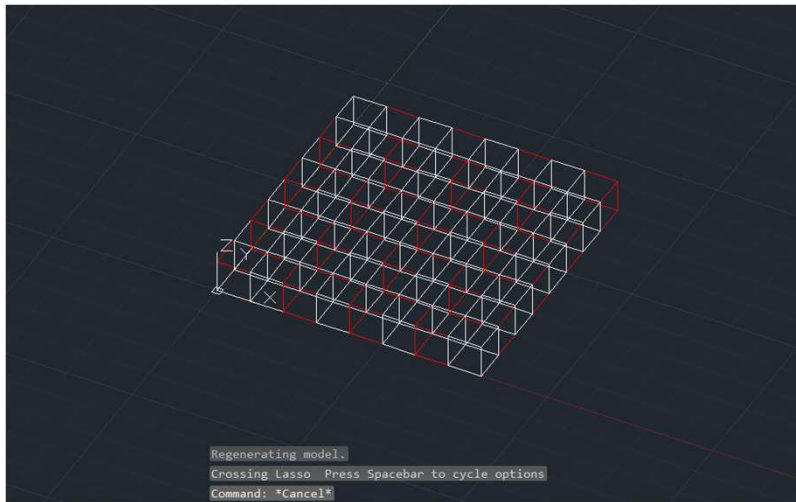 Z
Y
X
Regenerating model.
Crossing Lasso  Press Spacebar to cycle options
Command: *Cancel*